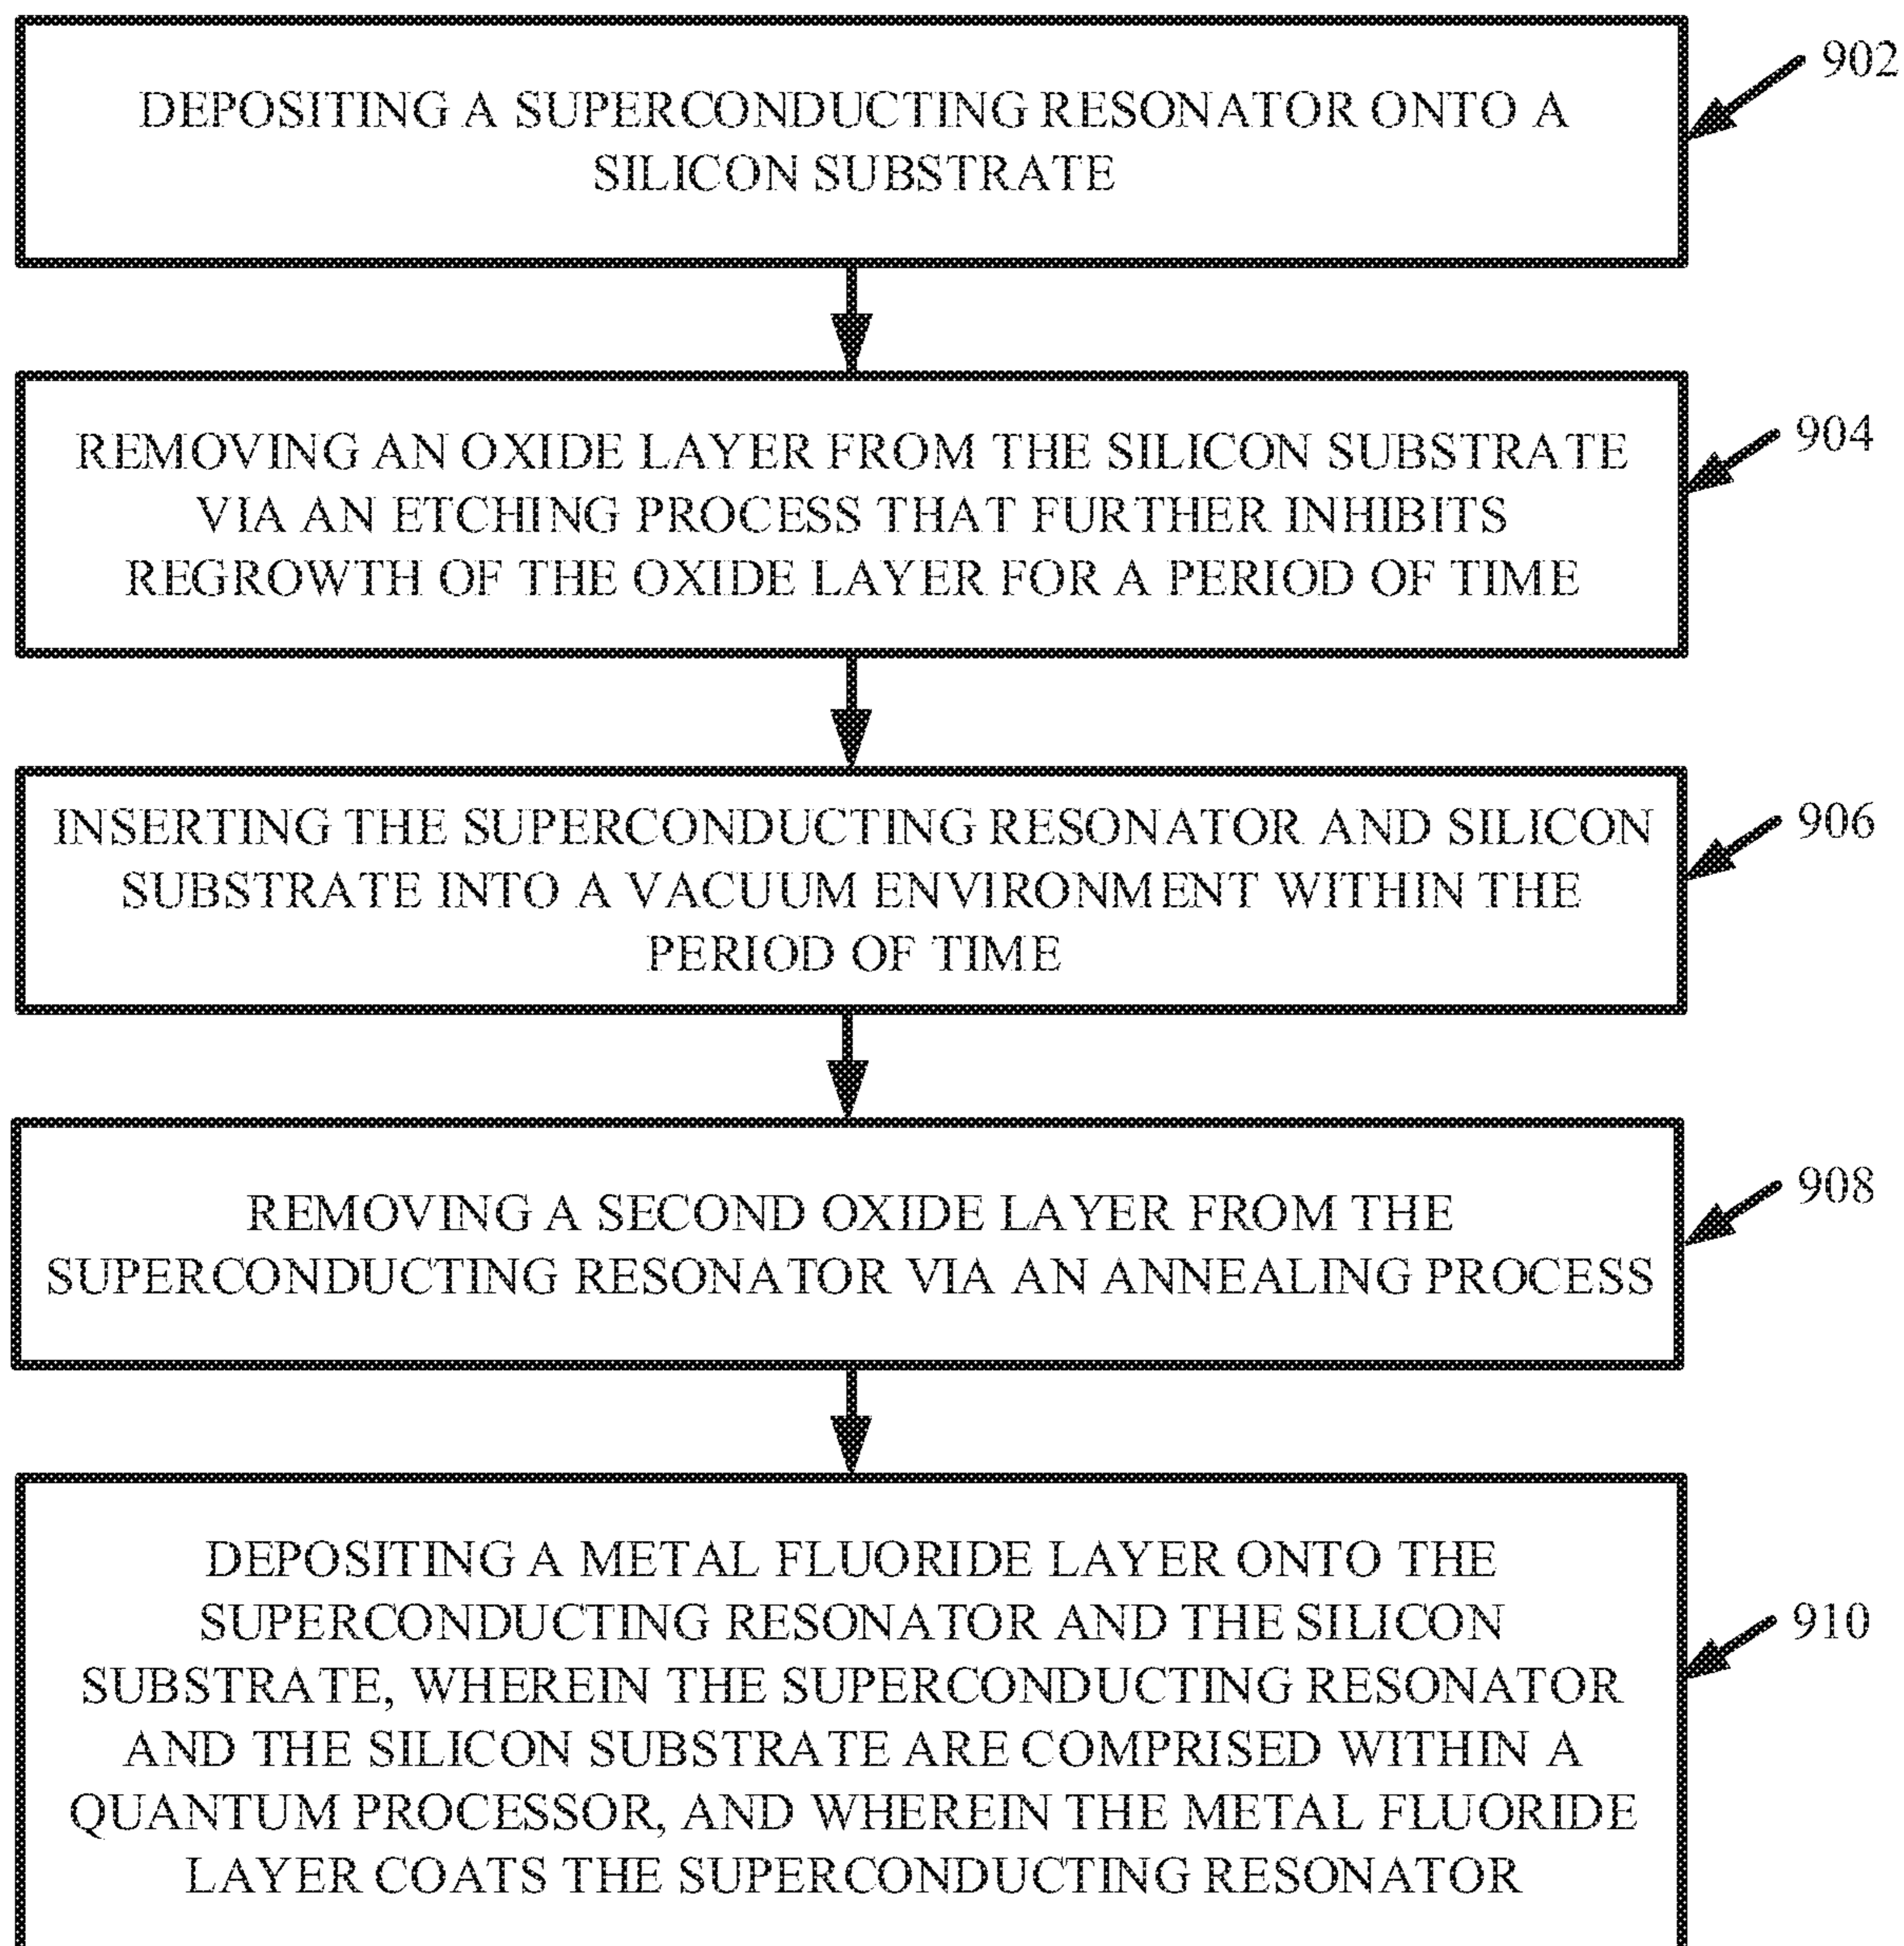 DEPOSITING A SUPERCONDUCTING RESONATOR ONTO A
SILICON SUBSTRATE
902
REMOVING AN OXIDE LAYER FROM THE SILICON SUBSTRATE
VIA AN ETCHING PROCESS THAT FURTHER INHIBITS
REGROWTH OF THE OXIDE LAYER FOR A PERIOD OF TIME
904
INSERTING THE SUPERCONDUCTING RESONATOR AND SILICON
SUBSTRATE INTO A VACUUM ENVIRONMENT WITHIN THE
PERIOD OF TIME
906
REMOVING A SECOND OXIDE LAYER FROM THE
SUPERCONDUCTING RESONATOR VIA AN ANNEALING PROCESS
908
DEPOSITING A METAL FLUORIDE LAYER ONTO THE
SUPERCONDUCTING RESONATOR AND THE SILICON
SUBSTRATE, WHEREIN THE SUPERCONDUCTING RESONATOR
AND THE SILICON SUBSTRATE ARE COMPRISED WITHIN A
QUANTUM PROCESSOR, AND WHEREIN THE METAL FLUORIDE
LAYER COATS THE SUPERCONDUCTING RESONATOR
910